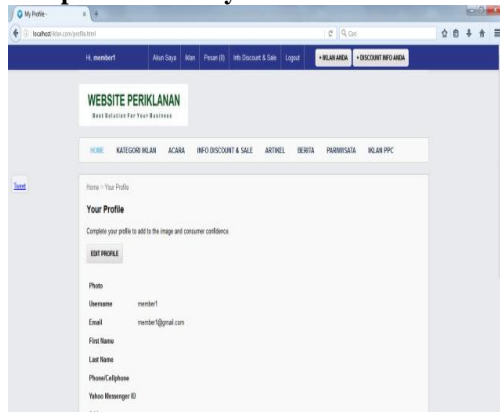 My Profile -
localhost/iklan.com/profile.html
Cari
Hi, member1 Akun Saya Iklan Pesan (0) Info Discount & Sale Logout + IKLAN ANDA + DISCOUNT INFO ANDA
WEBSITE PERIKLANAN
Best Solution For Your Business
HOME KATEGORI IKLAN ACARA INFO DISCOUNT & SALE ARTIKEL BERITA PARIWISATA IKLAN PPC
Tweet
Home > Your Profile
Your Profile
Complete your profile to add to the image and consumer confidence.
EDIT PROFILE
Photo
Username member1
Email member1@gmail.com
First Name
Last Name
Phone/Cellphone
Yahoo Messenger ID